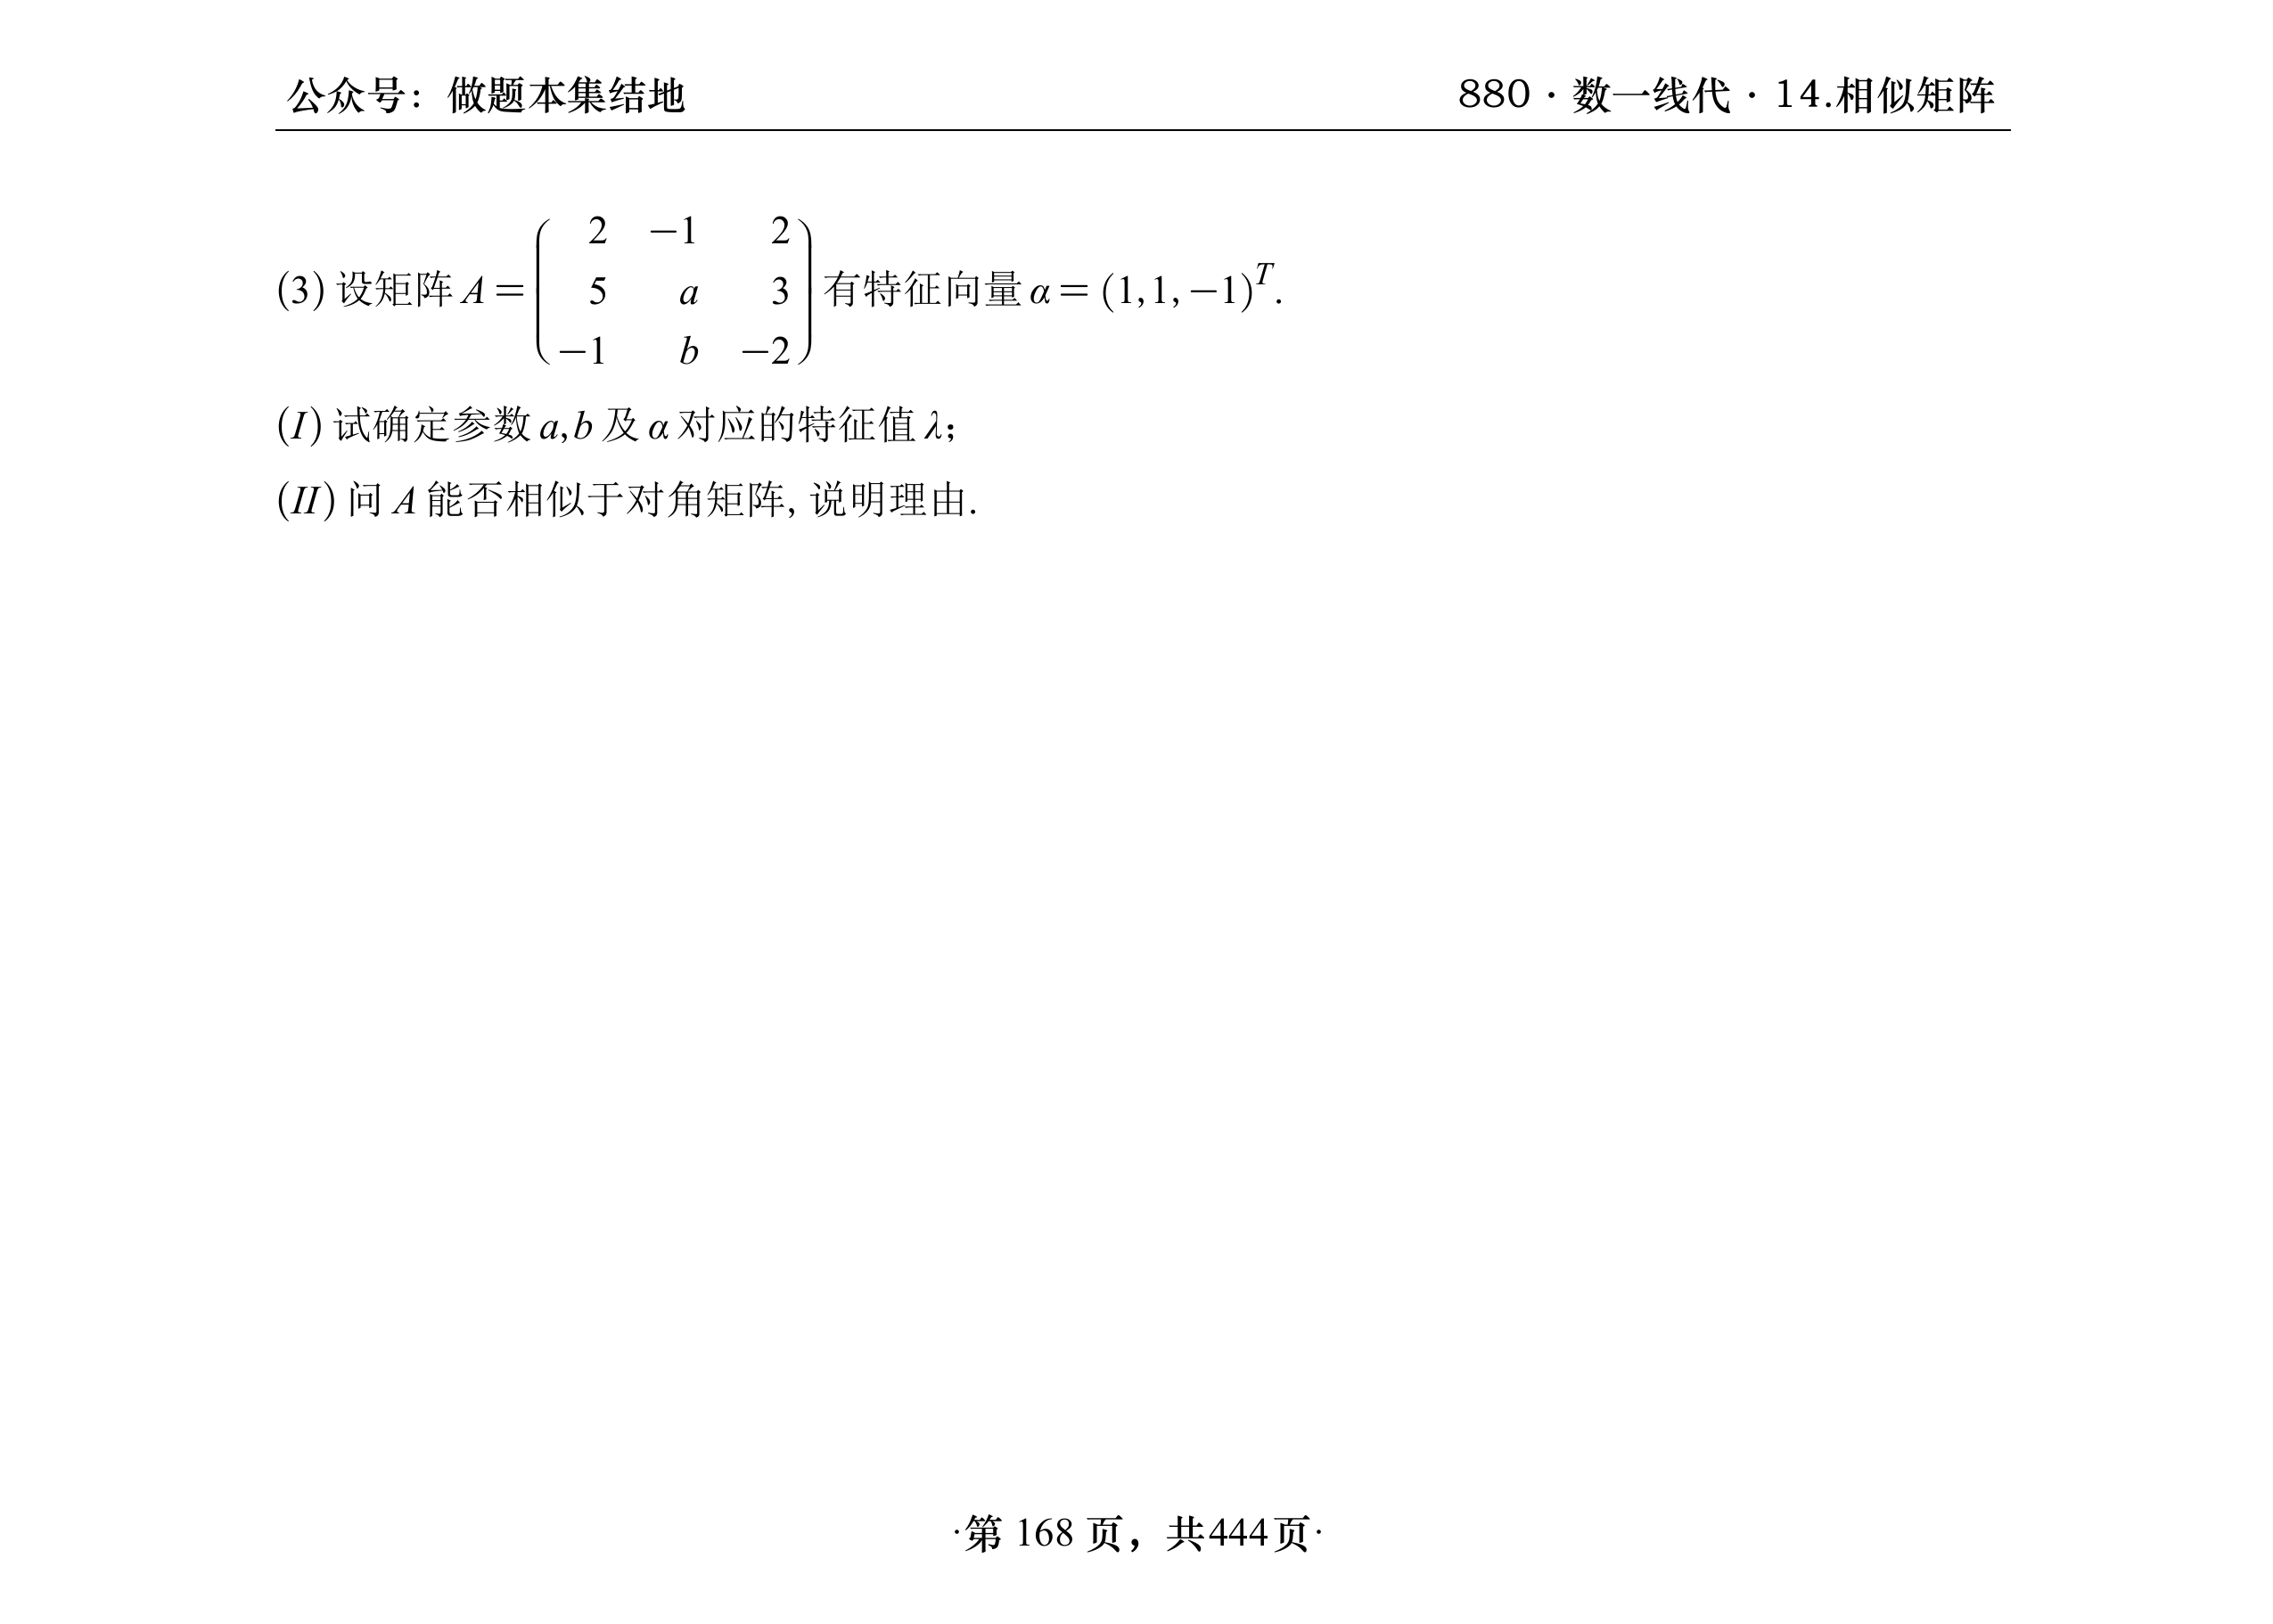 公众号：做题本集结地
880·数一线代·14.相似矩阵
(3) 设矩阵 A = \begin{pmatrix} 2 & -1 & 2 \\ 5 & a & 3 \\ -1 & b & -2 \end{pmatrix} 有特征向量 α = (1,1,−1)^T.
(I) 试确定参数 a,b 及 α 对应的特征值 λ；
(II) 问 A 能否相似于对角矩阵, 说明理由.
·第 168 页，共444页·